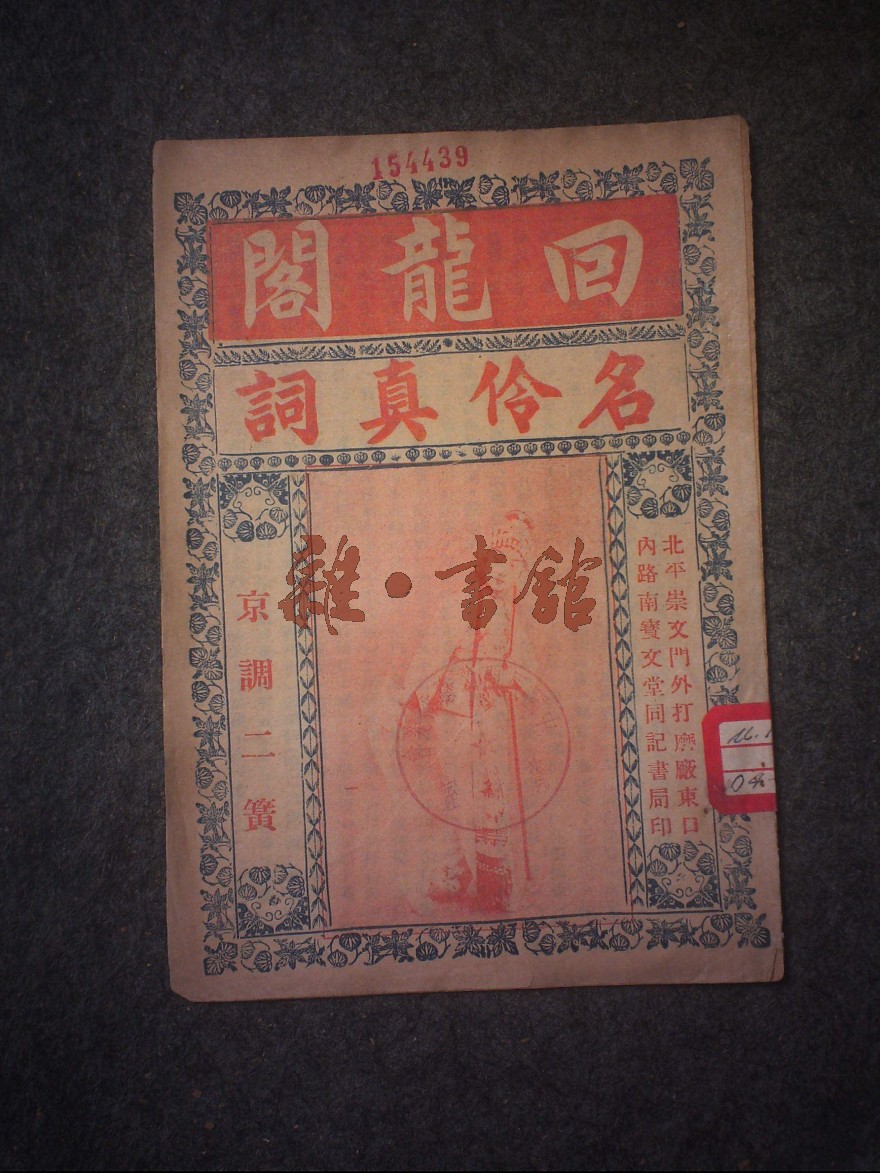 154439
回龍閣
名伶真詞
北平崇文門外打磨廠東口
內路南寶文堂同記書局印
京調二簧
雜·書舘